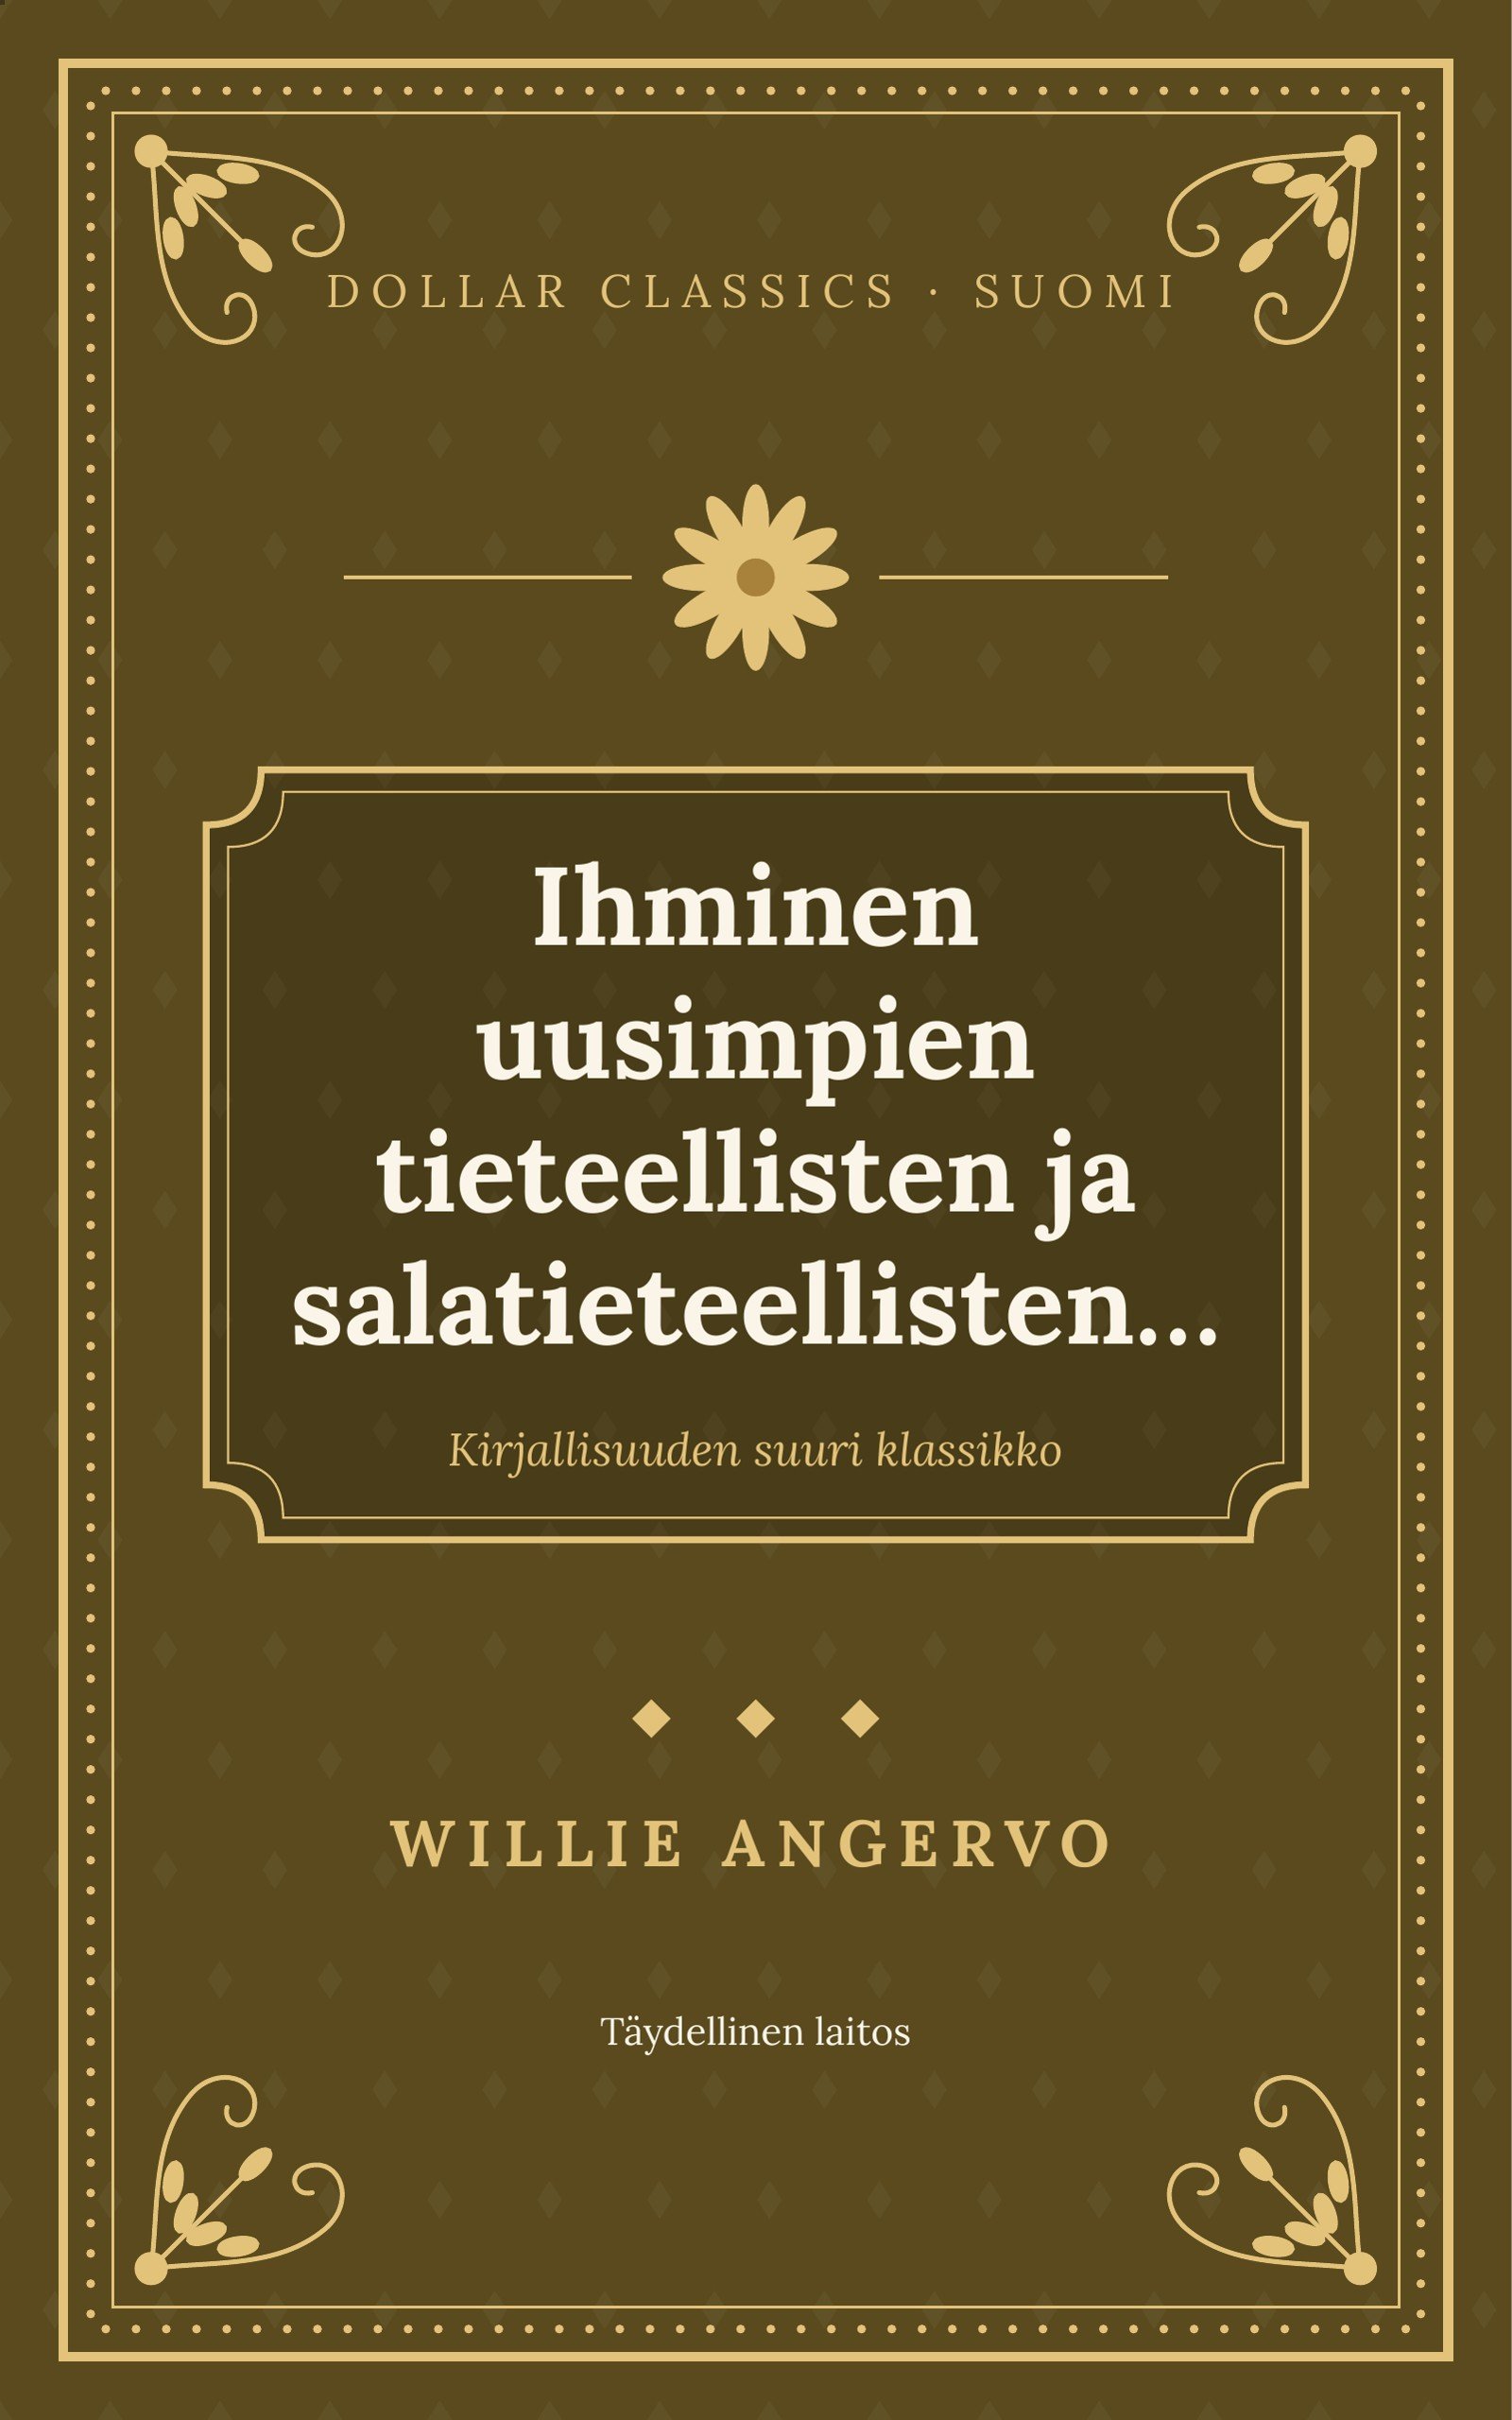 DOLLAR CLASSICS · SUOMI
Ihminen
uusimpien
tieteellisten ja
salatieteellisten...
Kirjallisuuden suuri klassikko
WILLIE ANGERVO
Täydellinen laitos